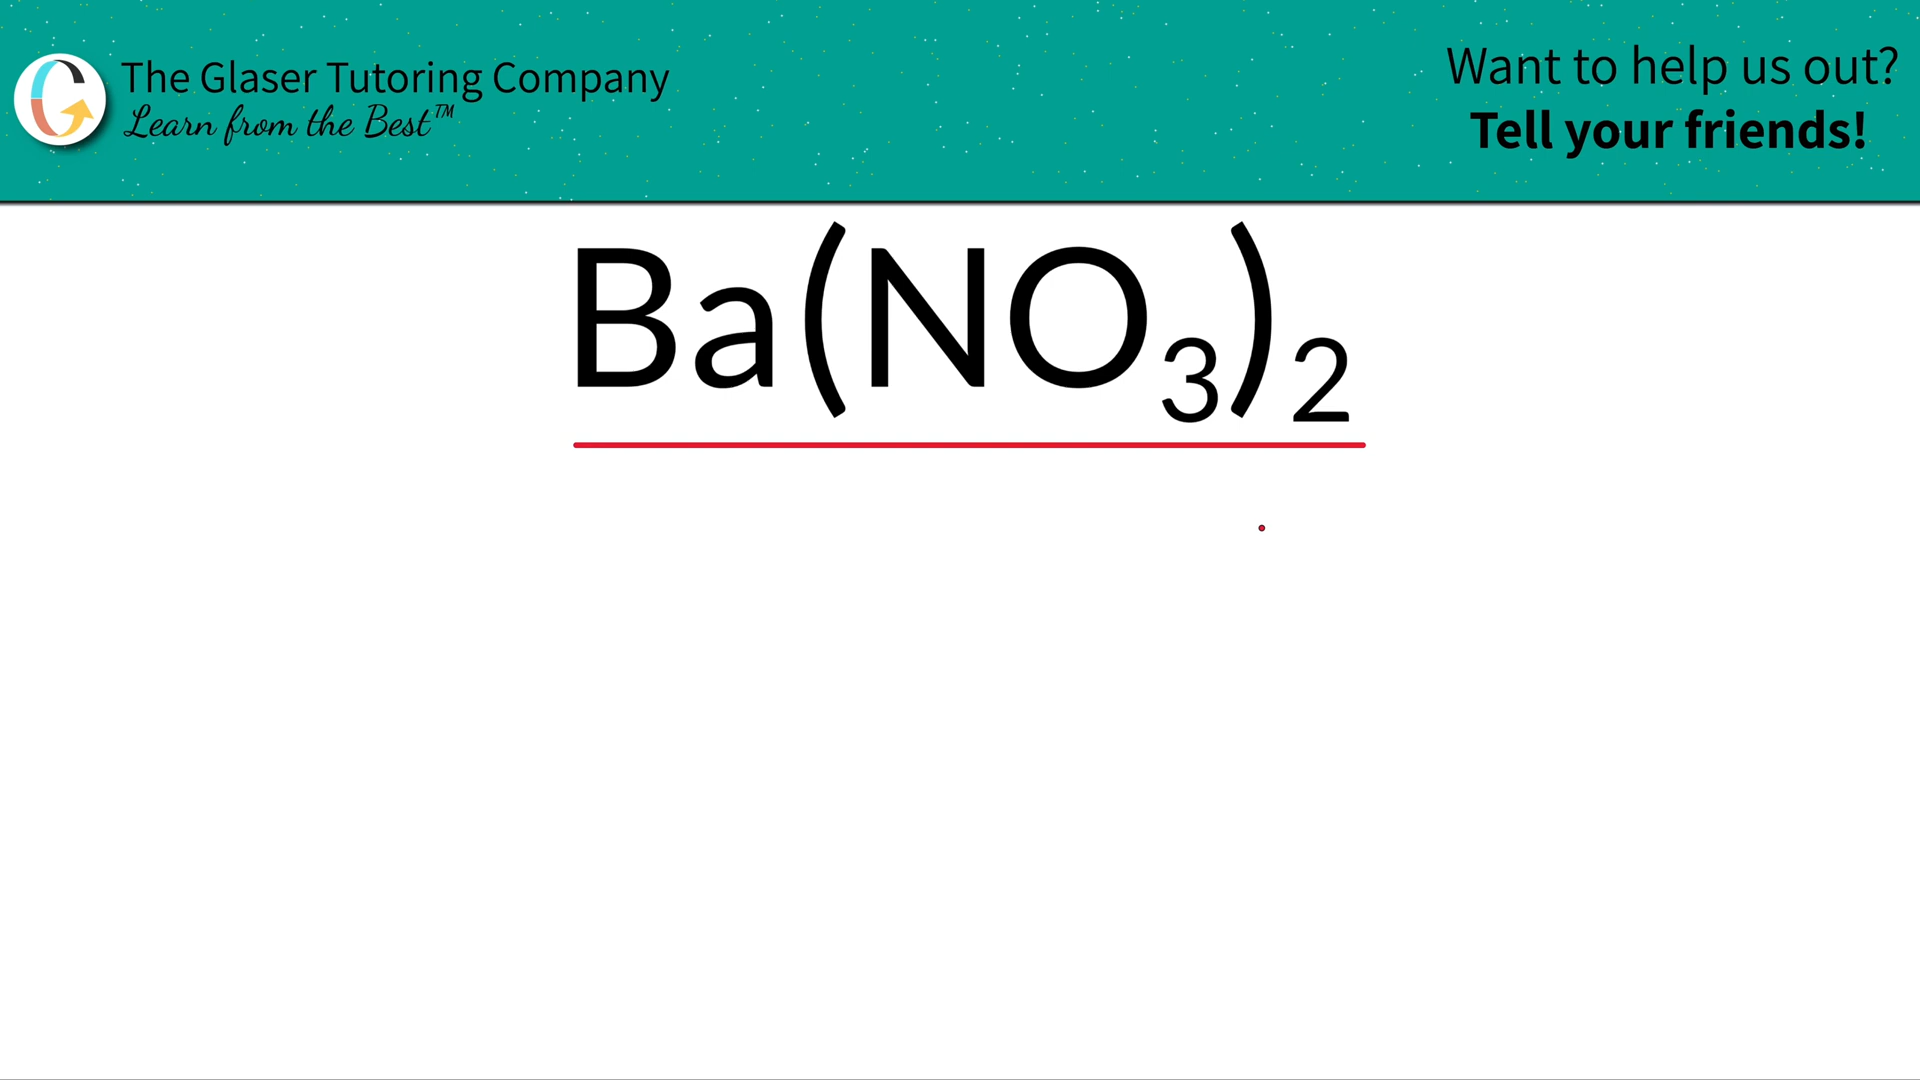 The Glaser Tutoring Company
Learn from the Best™
Want to help us out?
Tell your friends!
Ba(NO₃)₂